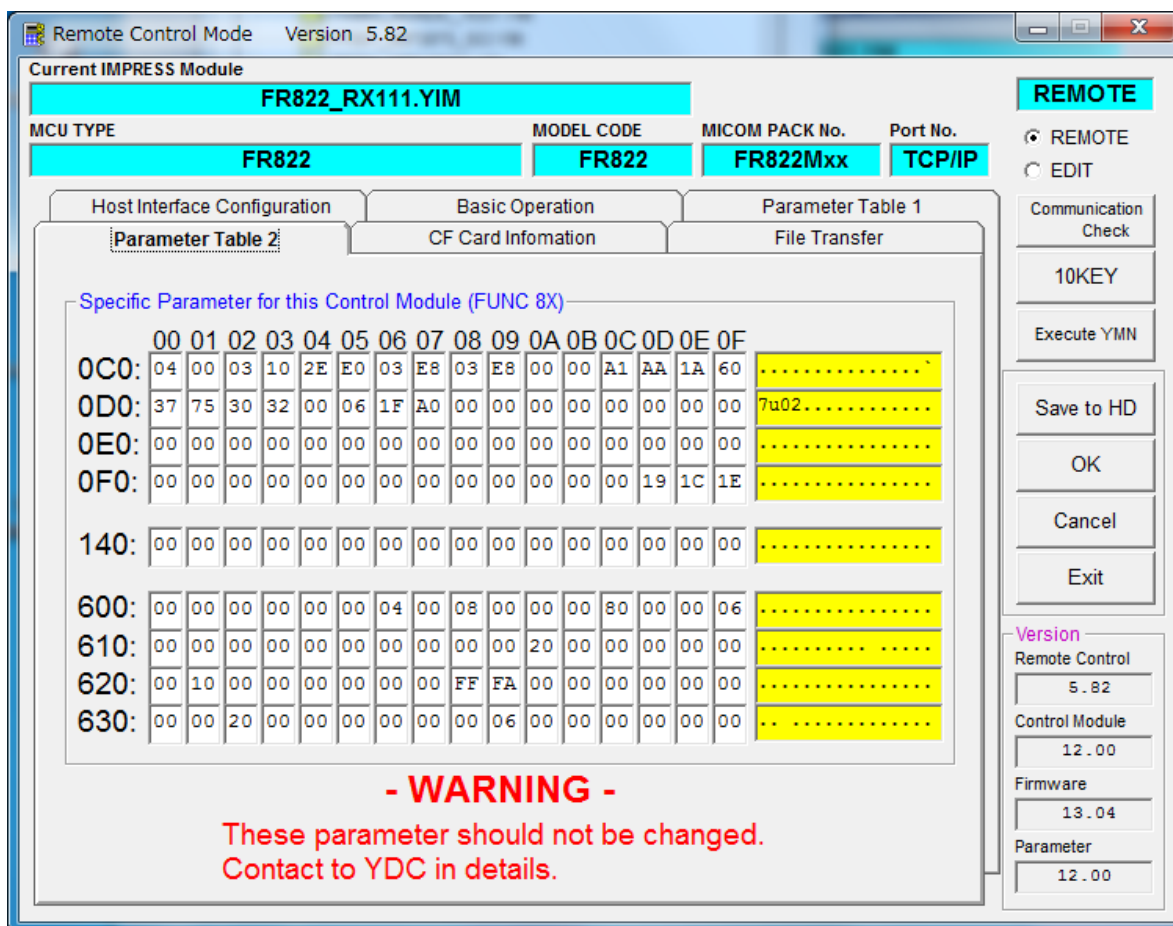 Remote Control Mode Version 5.82
Current IMPRESS Module
FR822_RX111.YIM
MCU TYPE MODEL CODE MICOM PACK No. Port No.
FR822 FR822 FR822Mxx TCP/IP
Host Interface Configuration Basic Operation Parameter Table 1
Parameter Table 2 CF Card Infomation File Transfer
Specific Parameter for this Control Module (FUNC 8X)
00 01 02 03 04 05 06 07 08 09 0A 0B 0C 0D 0E 0F
0C0: 04 00 03 10 2E E0 03 E8 03 E8 00 00 A1 AA 1A 60 ...............`
0D0: 37 75 30 32 00 06 1F A0 00 00 00 00 00 00 00 00 7u02............
0E0: 00 00 00 00 00 00 00 00 00 00 00 00 00 00 00 00 ................
0F0: 00 00 00 00 00 00 00 00 00 00 00 00 00 19 1C 1E ................
140: 00 00 00 00 00 00 00 00 00 00 00 00 00 00 00 00 ................
600: 00 00 00 00 00 00 04 00 08 00 00 00 80 00 00 06 ................
610: 00 00 00 00 00 00 00 00 00 00 20 00 00 00 00 00 .......... .....
620: 00 10 00 00 00 00 00 00 FF FA 00 00 00 00 00 00 ................
630: 00 00 20 00 00 00 00 00 00 06 00 00 00 00 00 00 .. .............
- WARNING -
These parameter should not be changed.
Contact to YDC in details.
REMOTE
REMOTE
EDIT
Communication
Check
10KEY
Execute YMN
Save to HD
OK
Cancel
Exit
Version
Remote Control
5.82
Control Module
12.00
Firmware
13.04
Parameter
12.00